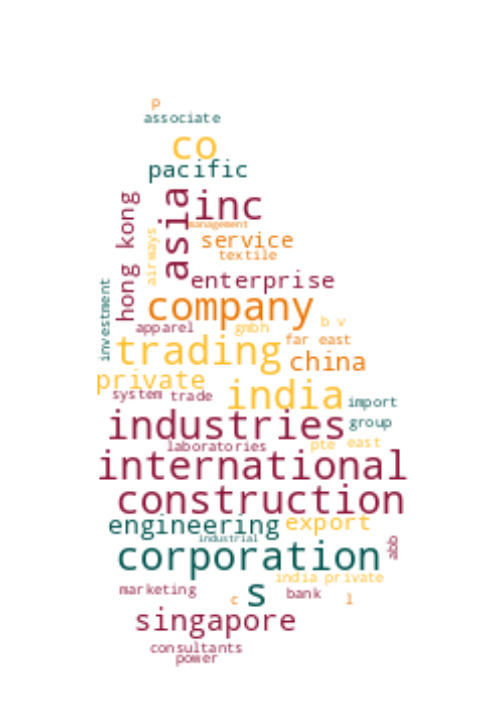 p
associate
co
pacific
asia
inc
hong kong
management
airways
service
textile
enterprise
investment
company
apparel
gmbh
b v
trading
far east
china
private
system
trade
india
import
industries
group
laboratories
pte
east
international
construction
engineering
export
industrial
corporation
abb
india private
marketing
c
s
bank
l
singapore
consultants
power